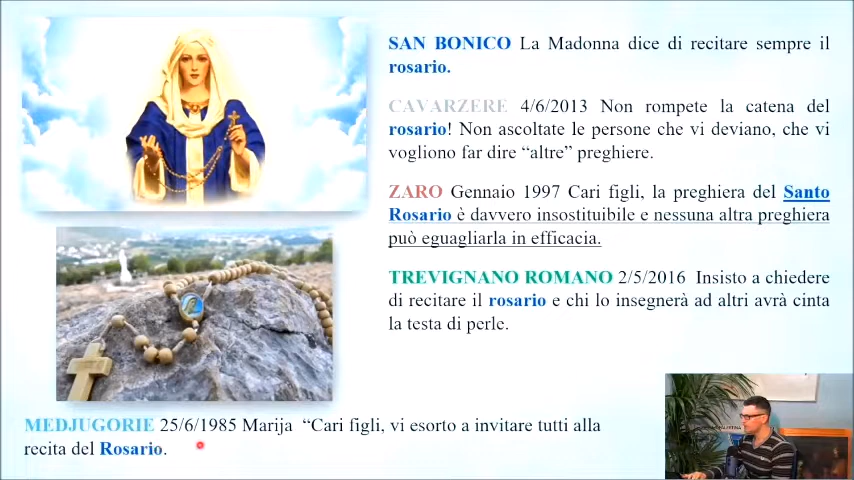 SAN BONICO La Madonna dice di recitare sempre il
rosario.
CAVARZERE 4/6/2013 Non rompete la catena del
rosario! Non ascoltate le persone che vi deviano, che vi
vogliono far dire “altre” preghiere.
ZARO Gennaio 1997 Cari figli, la preghiera del Santo
Rosario è davvero insostituibile e nessuna altra preghiera
può eguagliarla in efficacia.
TREVIGNANO ROMANO 2/5/2016 Insisto a chiedere
di recitare il rosario e chi lo insegnerà ad altri avrà cinta
la testa di perle.
MEDJUGORIE 25/6/1985 Marija “Cari figli, vi esorto a invitare tutti alla
recita del Rosario.